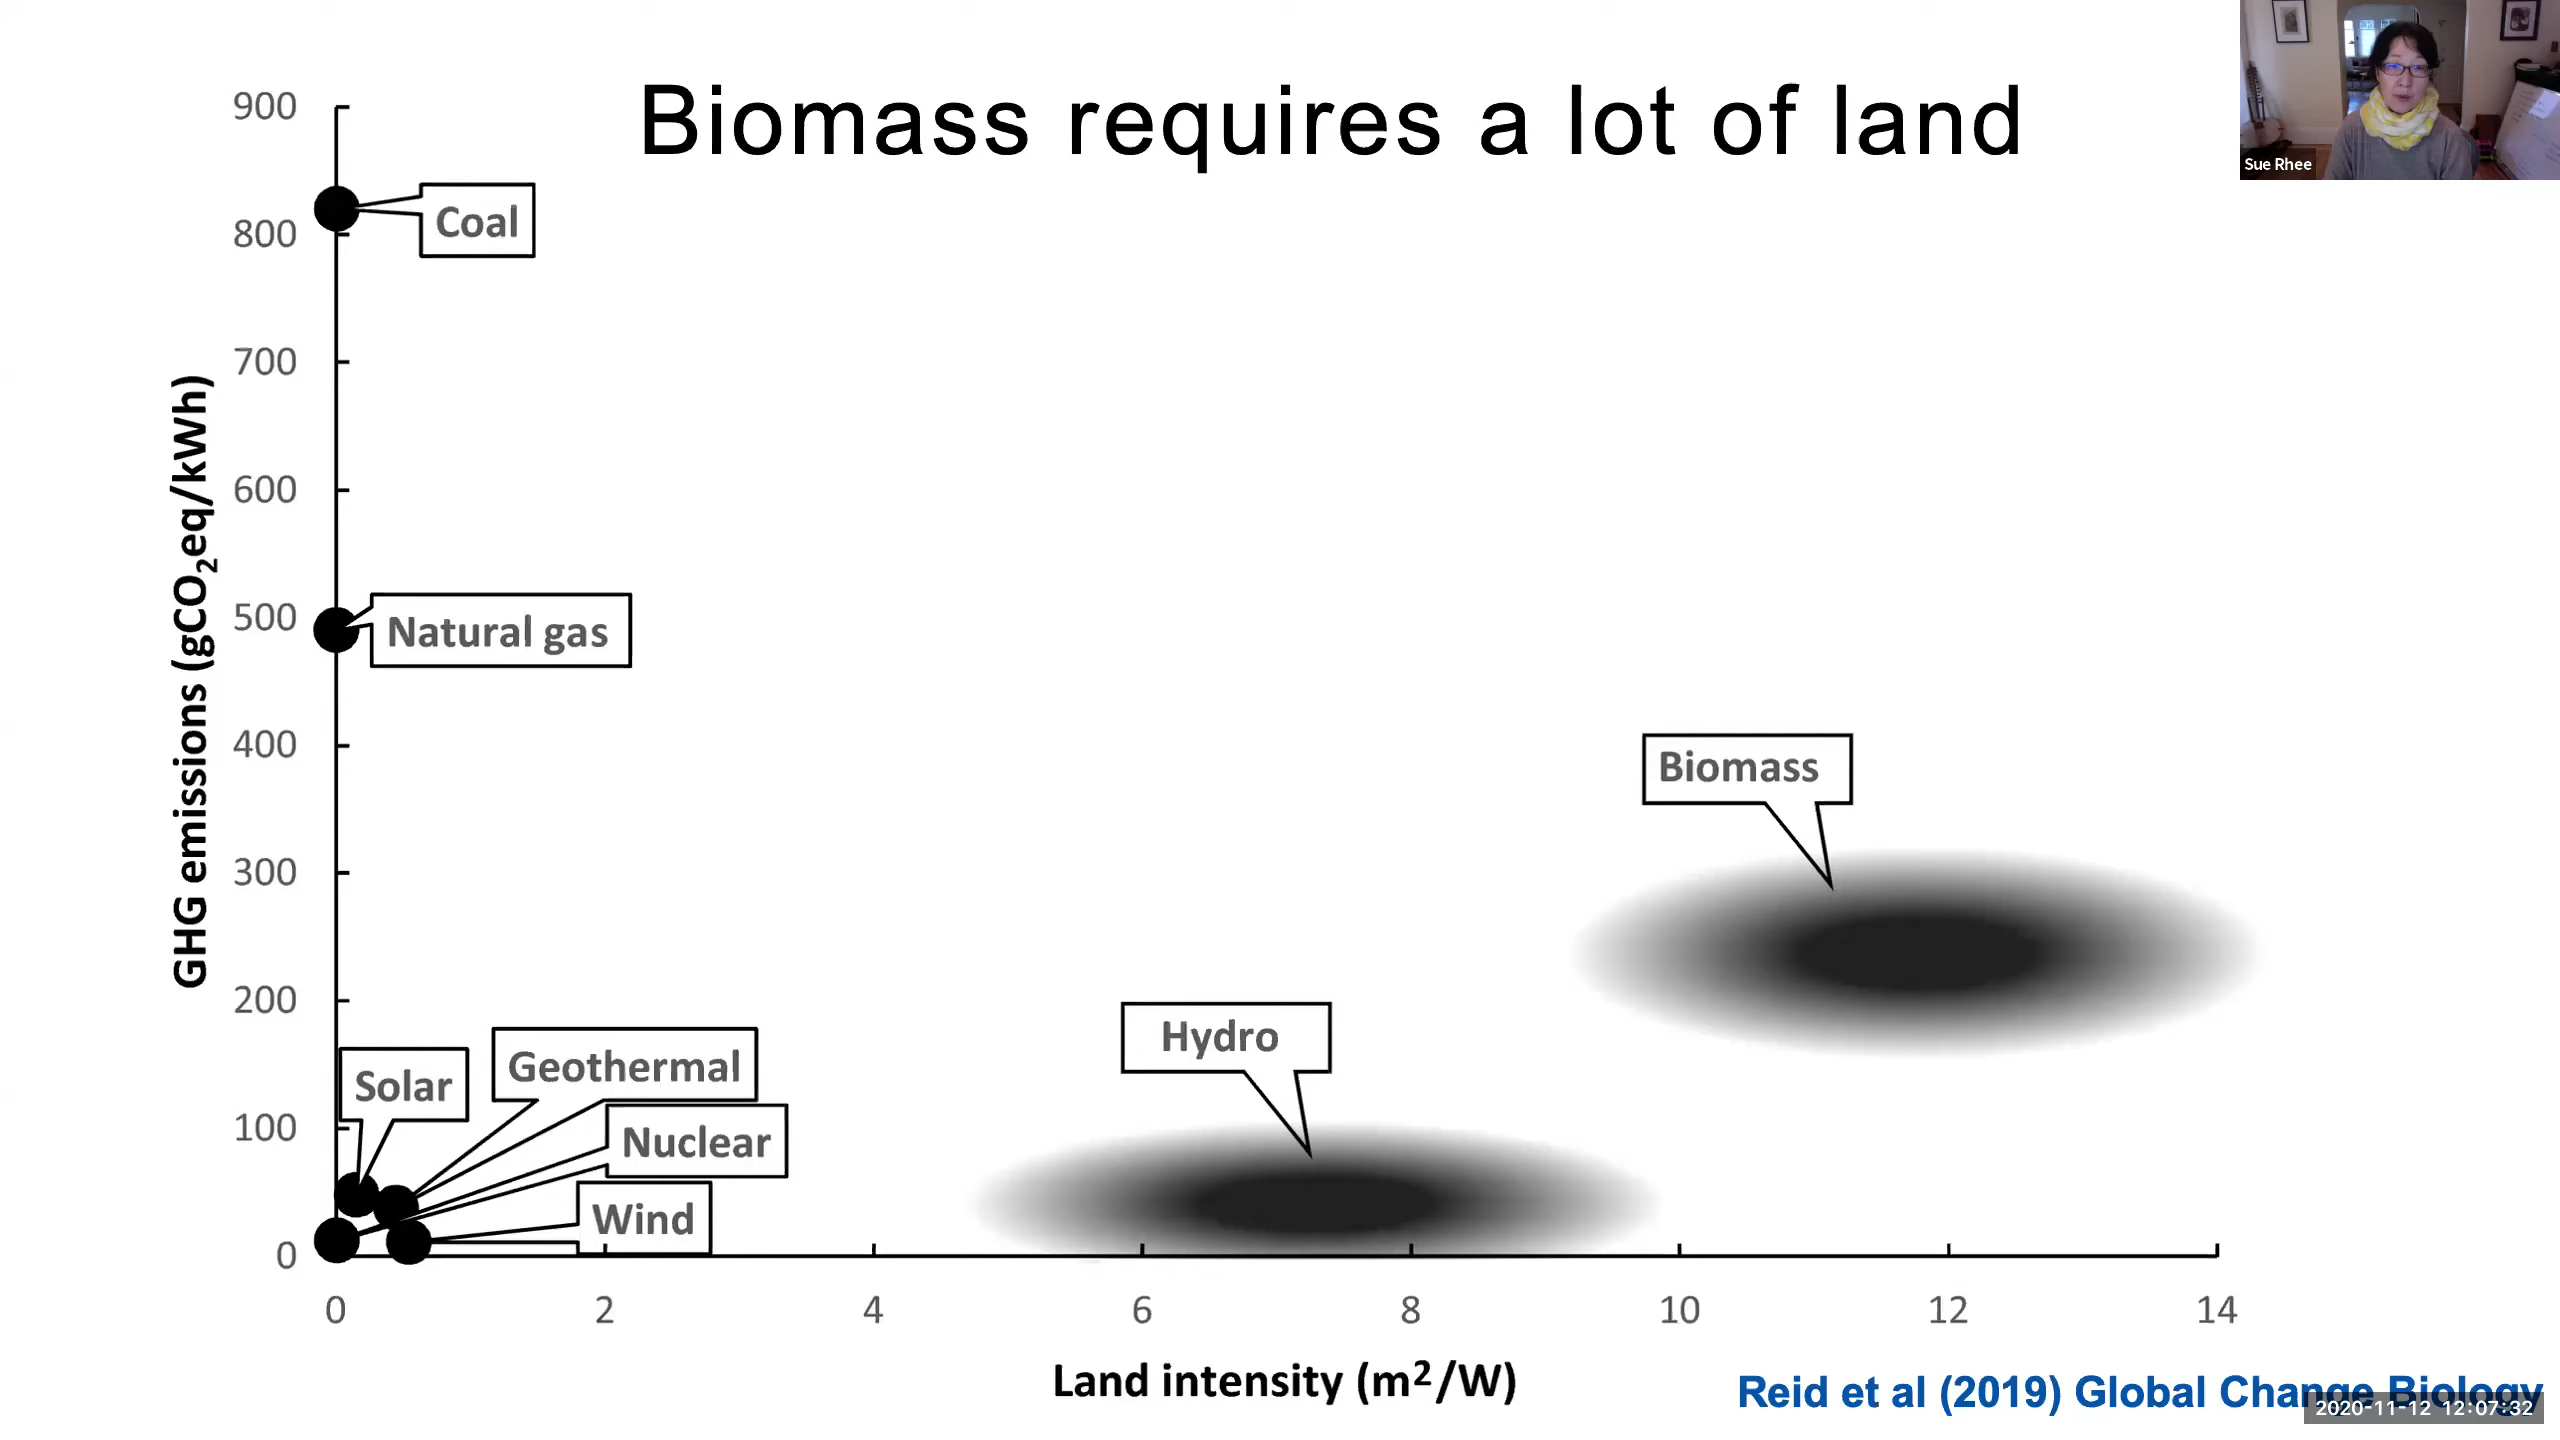 Biomass requires a lot of land
Sue Rhee
GHG emissions (gCO₂eq/kWh)
900
800
700
600
500
400
300
200
100
0
Coal
Natural gas
Biomass
Hydro
Solar
Geothermal
Nuclear
Wind
0 2 4 6 8 10 12 14
Land intensity (m²/W)
Reid et al (2019) Global Change Biology
2020-11-12 12:07:32